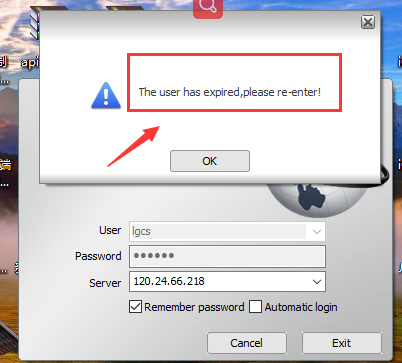 api
The user has expired,please re-enter!
OK
User
lgcs
Password
Server
120.24.66.218
Remember password
Automatic login
Cancel
Exit